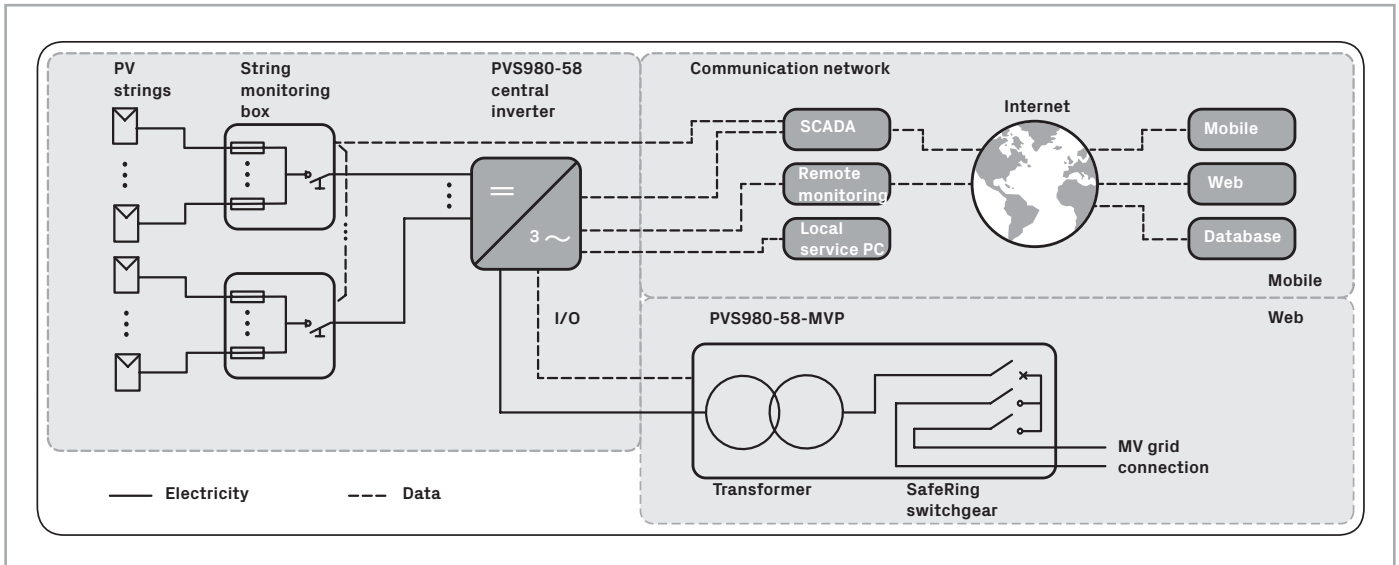 PV
strings
String
monitoring
box
PVS980-58
central
inverter
3
I/O
Communication network
SCADA
Remote
monitoring
Local
service PC
Internet
Mobile
Web
Database
Mobile
Web
PVS980-58-MVP
Transformer
SafeRing
switchgear
MV grid
connection
Electricity
Data